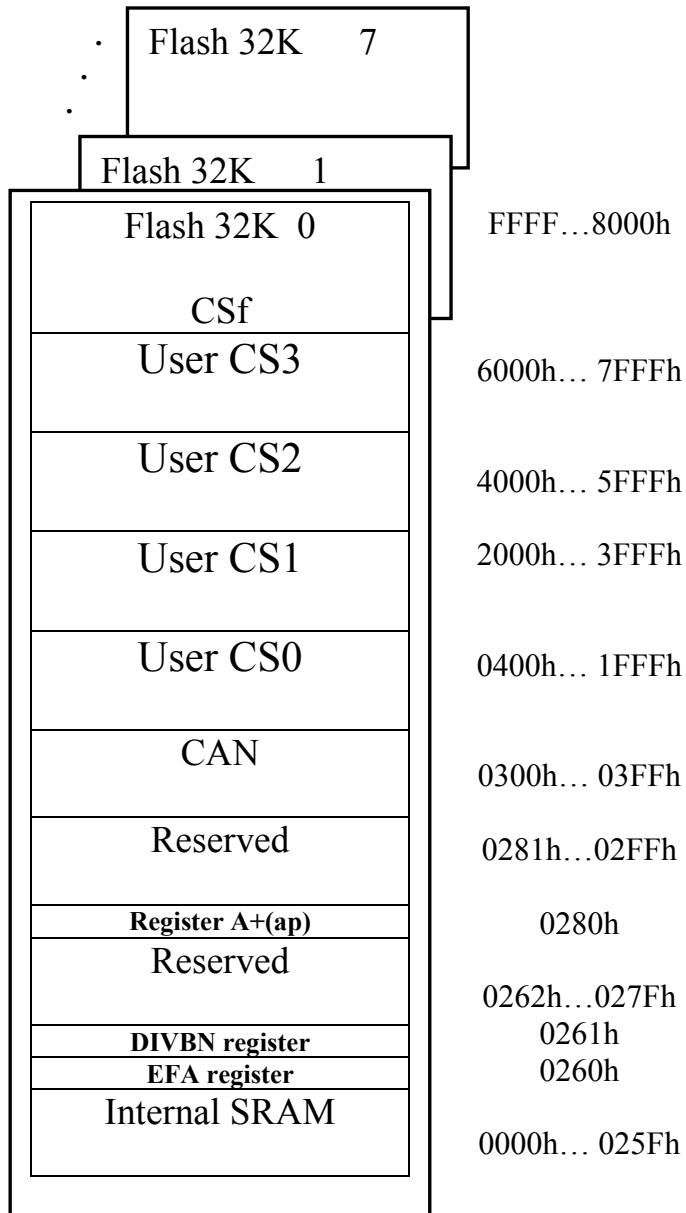 Flash 32K 7
Flash 32K 1
Flash 32K 0 FFFF…8000h
CSf
User CS3 6000h… 7FFFh
User CS2 4000h… 5FFFh
User CS1 2000h… 3FFFh
User CS0 0400h… 1FFFh
CAN 0300h… 03FFh
Reserved 0281h…02FFh
Register A+(ap) 0280h
Reserved 0262h…027Fh
DIVBN register 0261h
EFA register 0260h
Internal SRAM 0000h… 025Fh